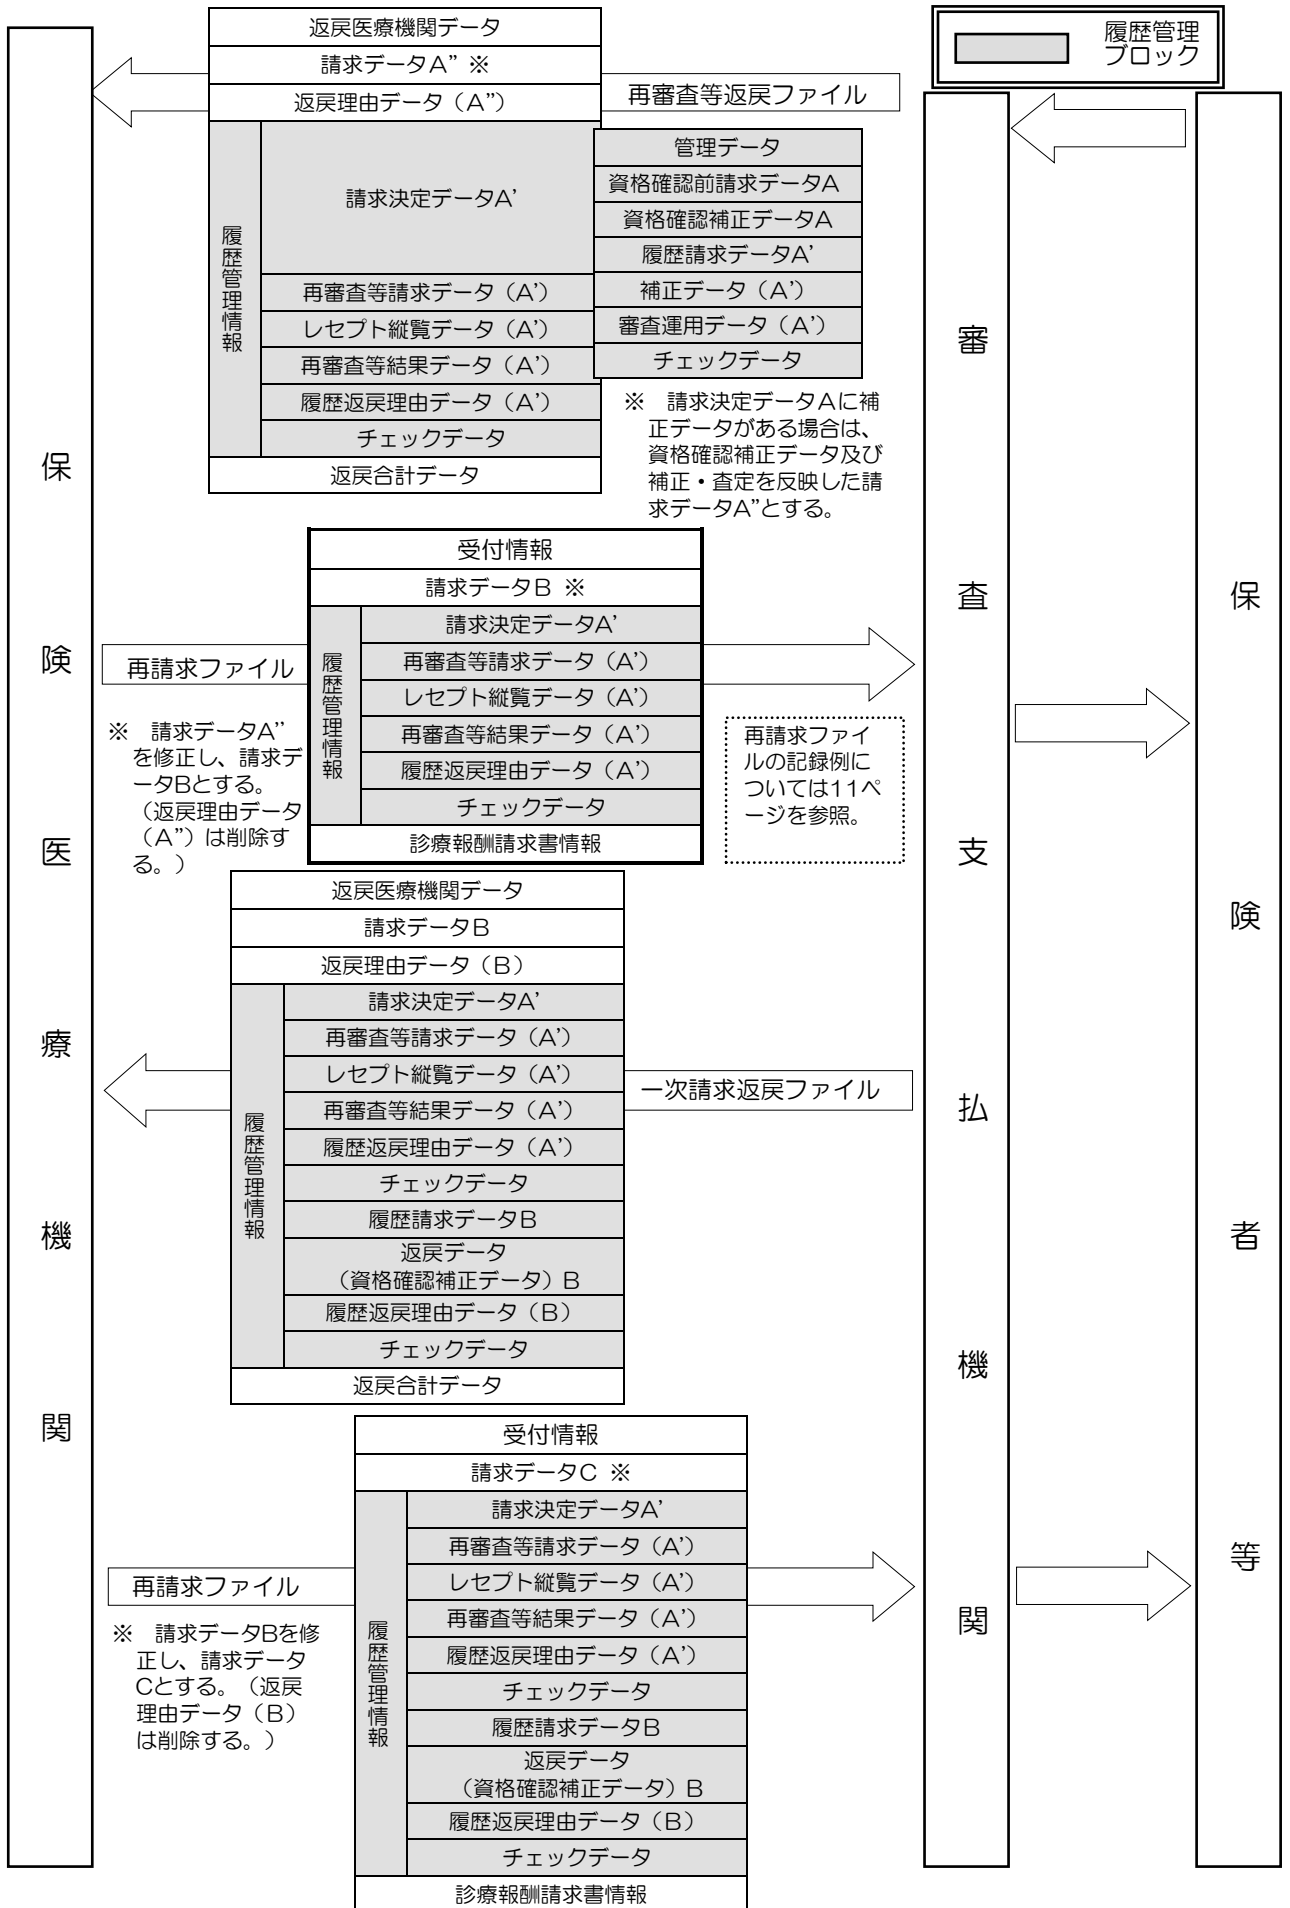 履歴管理
ブロック
保険医療機関
審査支払機関
保険者等
返戻医療機関データ
請求データA” ※
返戻理由データ（A”）
再審査等返戻ファイル
履歴管理情報
請求決定データA’
管理データ
資格確認前請求データA
資格確認補正データA
履歴請求データA’
補正データ（A’）
審査運用データ（A’）
チェックデータ
再審査等請求データ（A’）
レセプト縦覧データ（A’）
再審査等結果データ（A’）
履歴返戻理由データ（A’）
チェックデータ
返戻合計データ
※　請求決定データAに補
正データがある場合は、
資格確認補正データ及び
補正・査定を反映した請
求データA”とする。
受付情報
請求データB ※
履歴管理情報
請求決定データA’
再審査等請求データ（A’）
レセプト縦覧データ（A’）
再審査等結果データ（A’）
履歴返戻理由データ（A’）
チェックデータ
診療報酬請求書情報
再請求ファイル
※　請求データA’’
を修正し、請求デ
ータBとする。
（返戻理由データ
（A”）は削除す
る。）
再請求ファイ
ルの記録例に
ついては11ペ
ージを参照。
返戻医療機関データ
請求データB
返戻理由データ（B）
履歴管理情報
請求決定データA’
再審査等請求データ（A’）
レセプト縦覧データ（A’）
再審査等結果データ（A’）
履歴返戻理由データ（A’）
チェックデータ
履歴請求データB
返戻データ
（資格確認補正データ）B
履歴返戻理由データ（B）
チェックデータ
返戻合計データ
一次請求返戻ファイル
受付情報
請求データC ※
履歴管理情報
請求決定データA’
再審査等請求データ（A’）
レセプト縦覧データ（A’）
再審査等結果データ（A’）
履歴返戻理由データ（A’）
チェックデータ
履歴請求データB
返戻データ
（資格確認補正データ）B
履歴返戻理由データ（B）
チェックデータ
診療報酬請求書情報
再請求ファイル
※　請求データBを修
正し、請求データ
Cとする。（返戻
理由データ（B）
は削除する。）